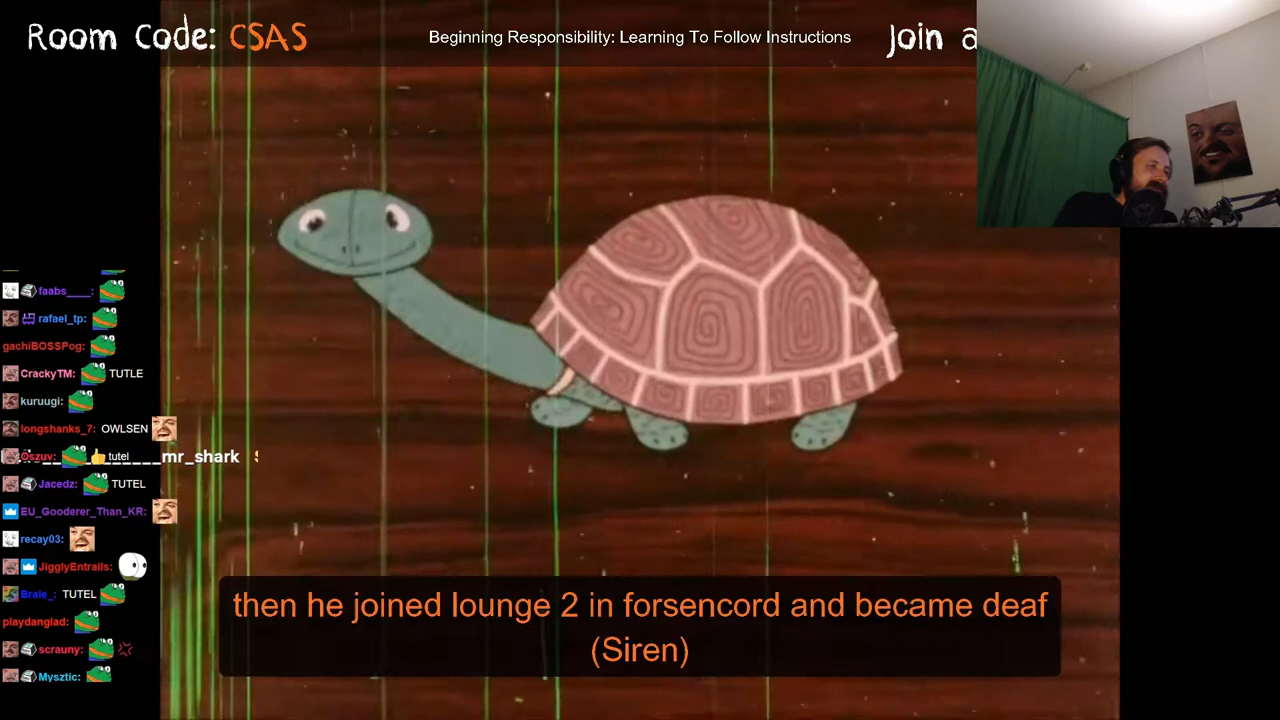 Room Code: CSAS
Beginning Responsibility: Learning To Follow Instructions
Join a
faabs____:
rafael_tp:
gachiBOSSPog:
CrackyTM: TUTLE
kuruugi:
longshanks_7: OWLSEN
Oszuv: tutel
mr_shark
Jacedz: TUTEL
EU_Gooderer_Than_KR:
recay03:
JigglyEntrails:
Brale_: TUTEL
playdanglad:
scrauny:
Mysztic:
then he joined lounge 2 in forsencord and became deaf
(Siren)